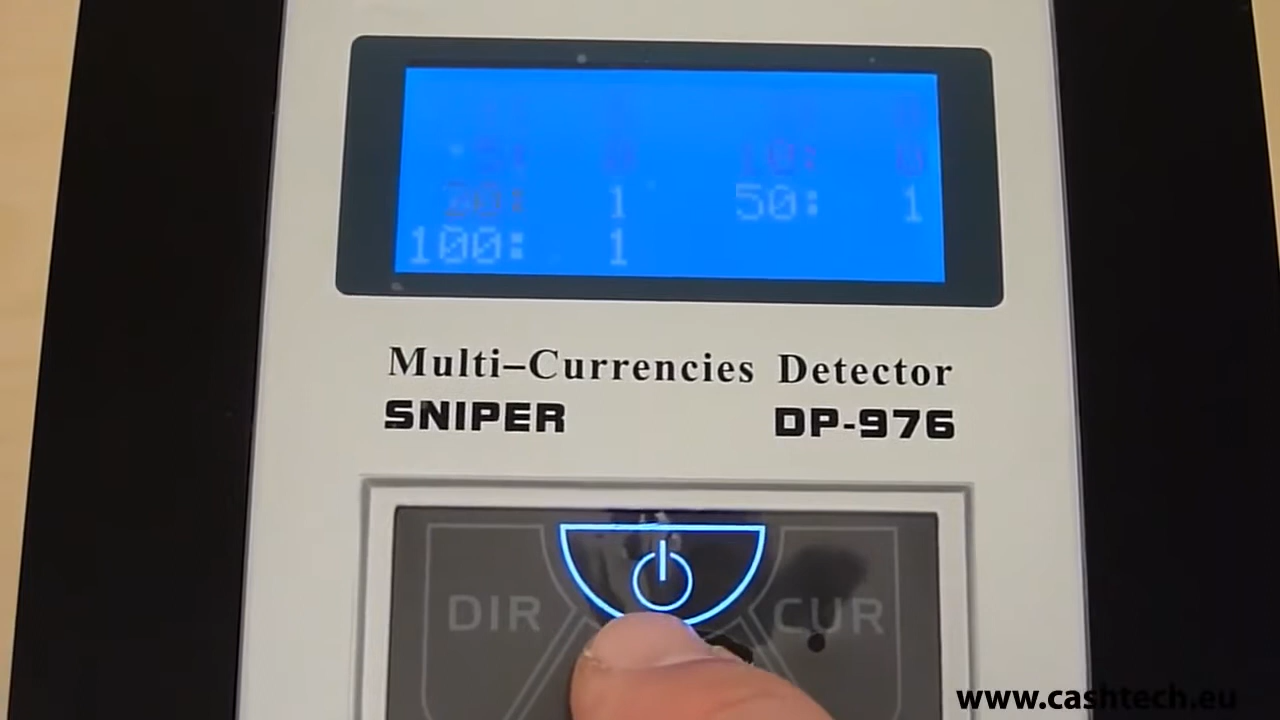 5: 0 10: 0
20: 1 50: 1
100: 1
Multi-Currencies Detector
SNIPER DP-976
DIR CUR
www.cashtech.eu